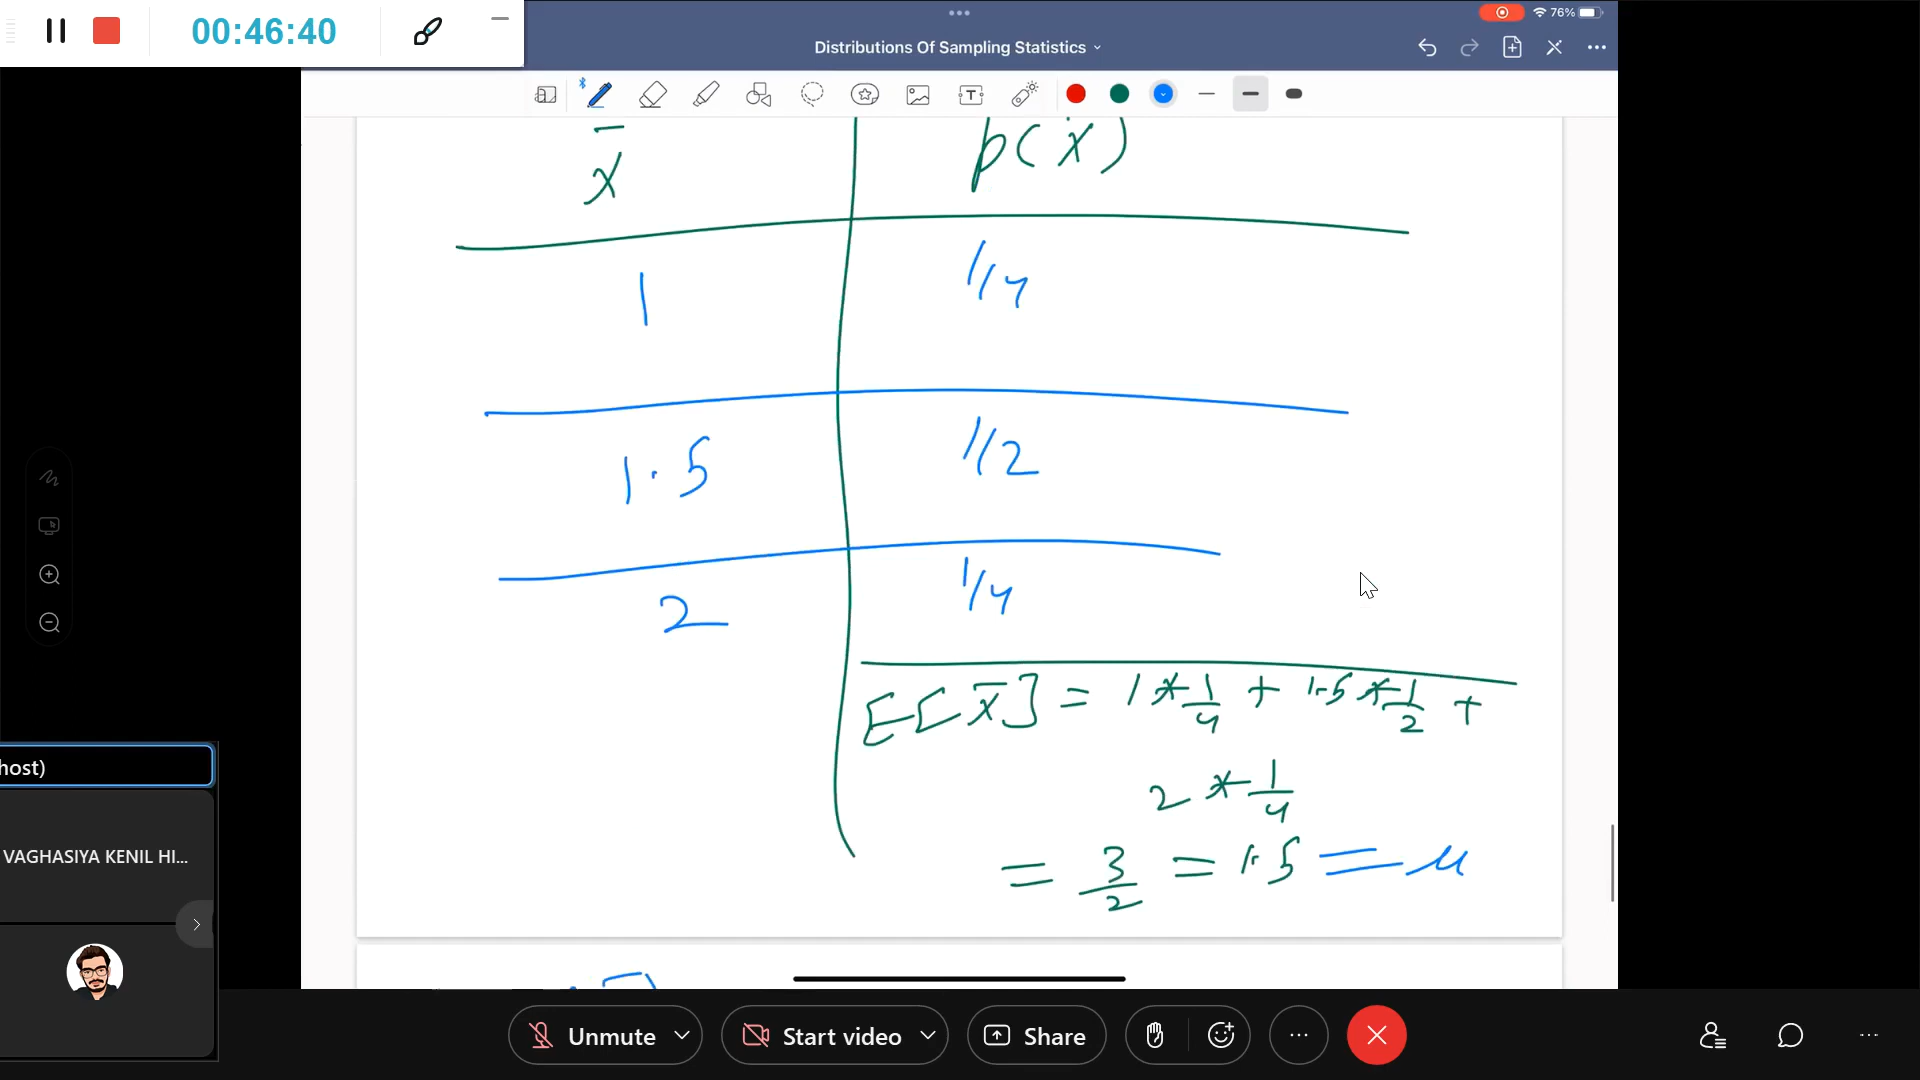 00:46:40
76%
Distributions Of Sampling Statistics
T
x̄ p(x̄)
1 1/4
1.5 1/2
2 1/4
E[x̄] = 1 * 1/4 + 1.5 * 1/2 +
2 * 1/4
= 3/2 = 1.5 = μ
host)
VAGHASIYA KENIL HI...
Unmute
Start video
Share